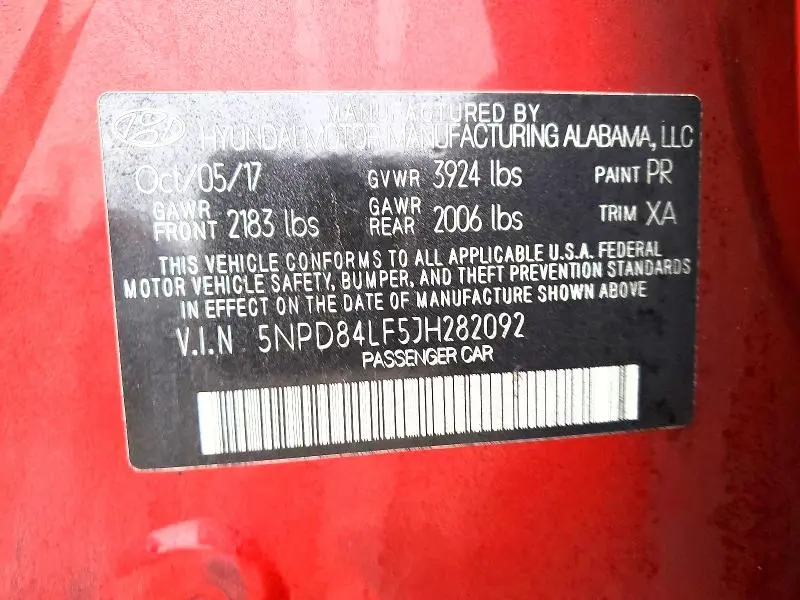 MANUFACTURED BY
HYUNDAI MOTOR MANUFACTURING ALABAMA, LLC
Oct/05/17 GVWR 3924 lbs PAINT PR
GAWR FRONT 2183 lbs GAWR REAR 2006 lbs TRIM XA
THIS VEHICLE CONFORMS TO ALL APPLICABLE U.S.A. FEDERAL
MOTOR VEHICLE SAFETY, BUMPER, AND THEFT PREVENTION STANDARDS
IN EFFECT ON THE DATE OF MANUFACTURE SHOWN ABOVE
V.I.N 5NPD84LF5JH282092
PASSENGER CAR